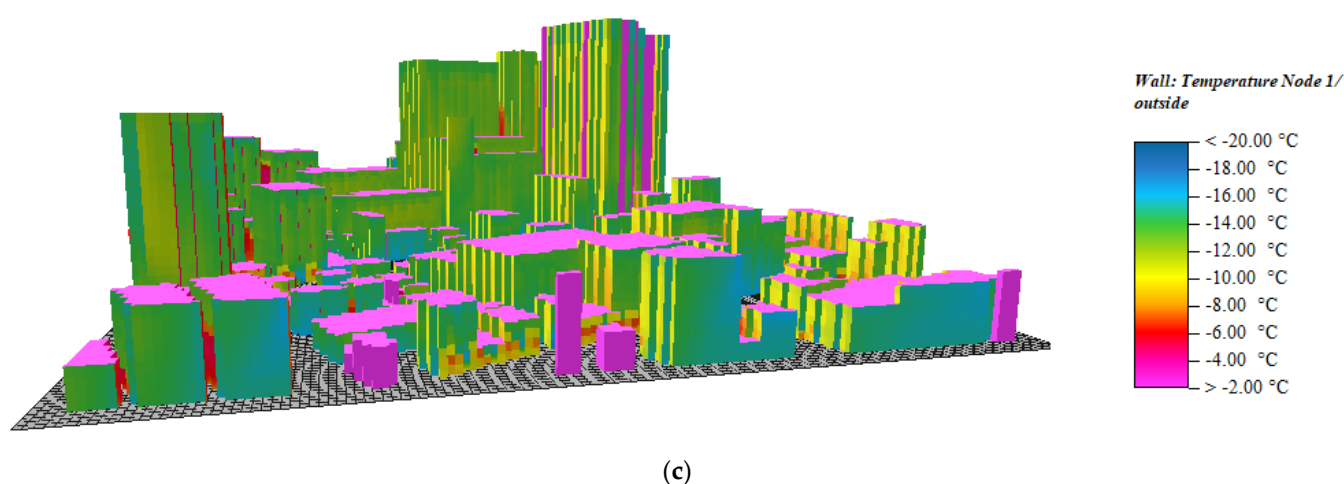 Wall: Temperature Node 1/
outside
< -20.00 °C
-18.00 °C
-16.00 °C
-14.00 °C
-12.00 °C
-10.00 °C
-8.00 °C
-6.00 °C
-4.00 °C
> -2.00 °C
(c)